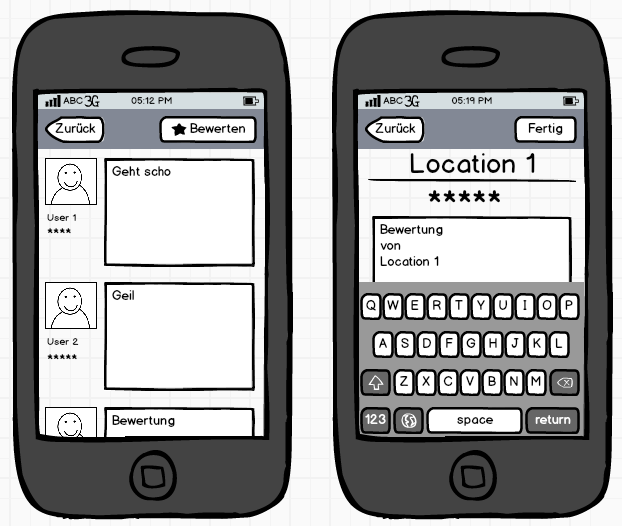 ABC 3G 05:12 PM
Zurück ★ Bewerten
Geht scho
User 1
****
Geil
User 2
*****
Bewertung
ABC 3G 05:19 PM
Zurück Fertig
Location 1
*****
Bewertung
von
Location 1
Q W E R T Y U I O P
A S D F G H J K L
Z X C V B N M
123 space return